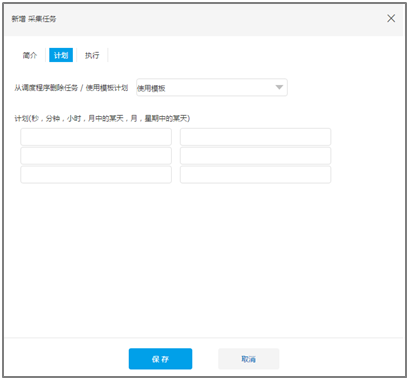 新增 采集任务
简介 计划 执行
从调度程序删除任务 / 使用模板计划 使用模板
计划(秒，分钟，小时，月中的某天，月，星期中的某天)
保存 取消